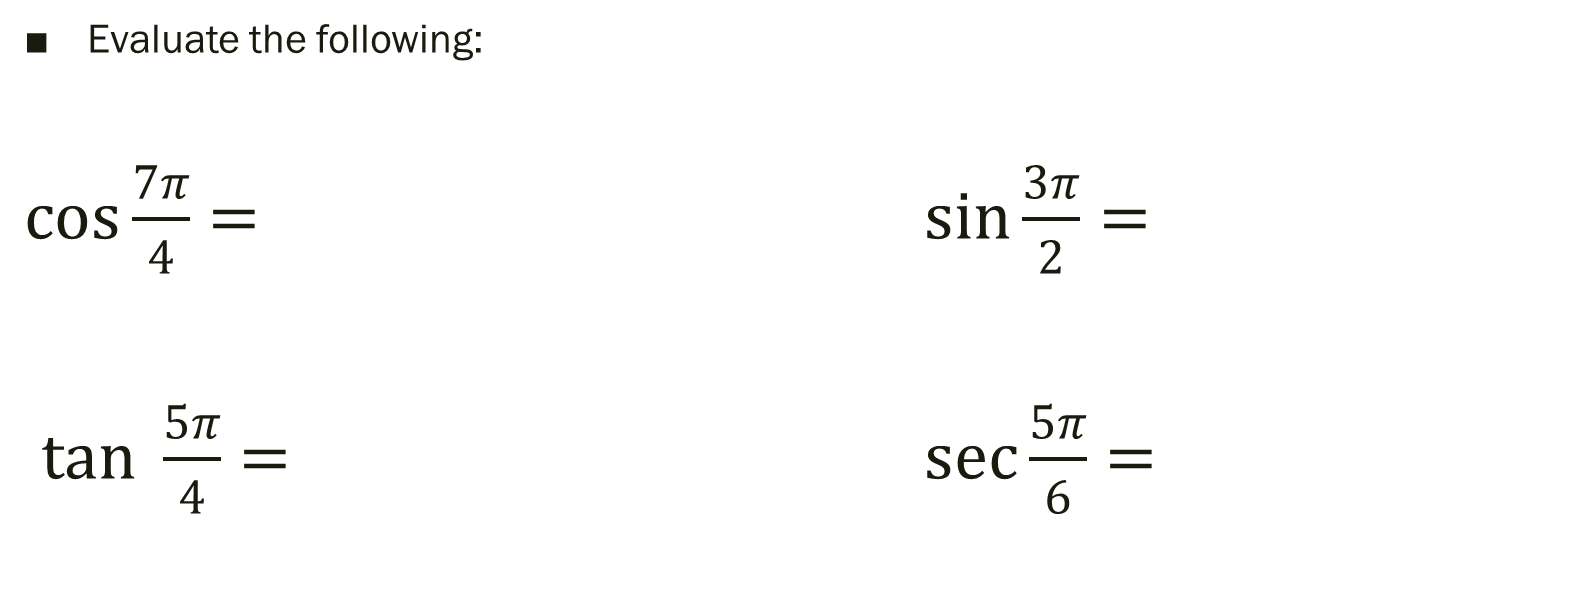 ▪ Evaluate the following:
cos 7π/4 = sin 3π/2 =
tan 5π/4 = sec 5π/6 =